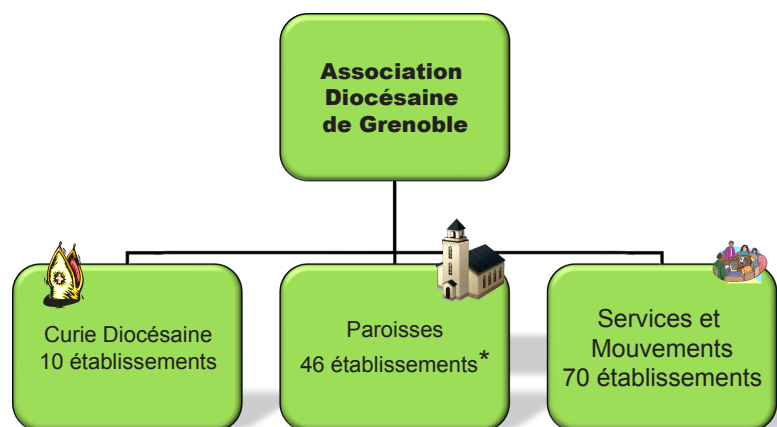 Association
Diocésaine
de Grenoble
Curie Diocésaine
10 établissements
Paroisses
46 établissements*
Services et
Mouvements
70 établissements